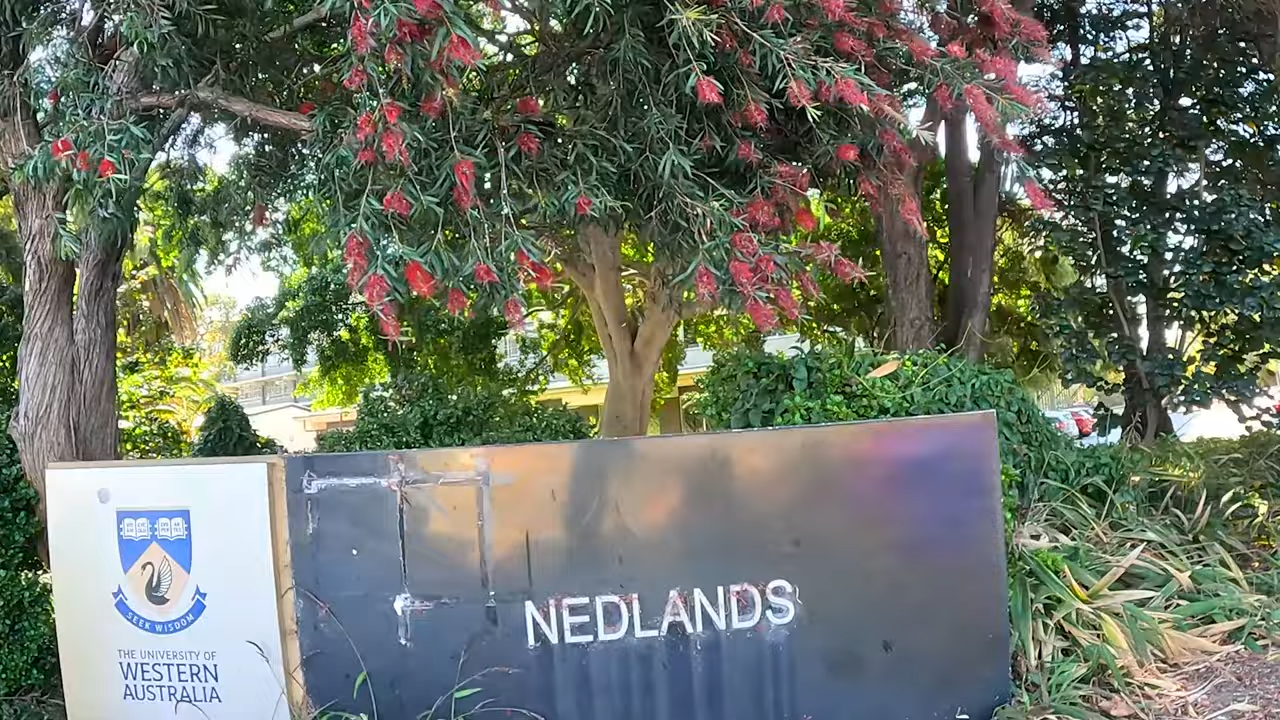 SEEK WISDOM
THE UNIVERSITY OF
WESTERN
AUSTRALIA
NEDLANDS